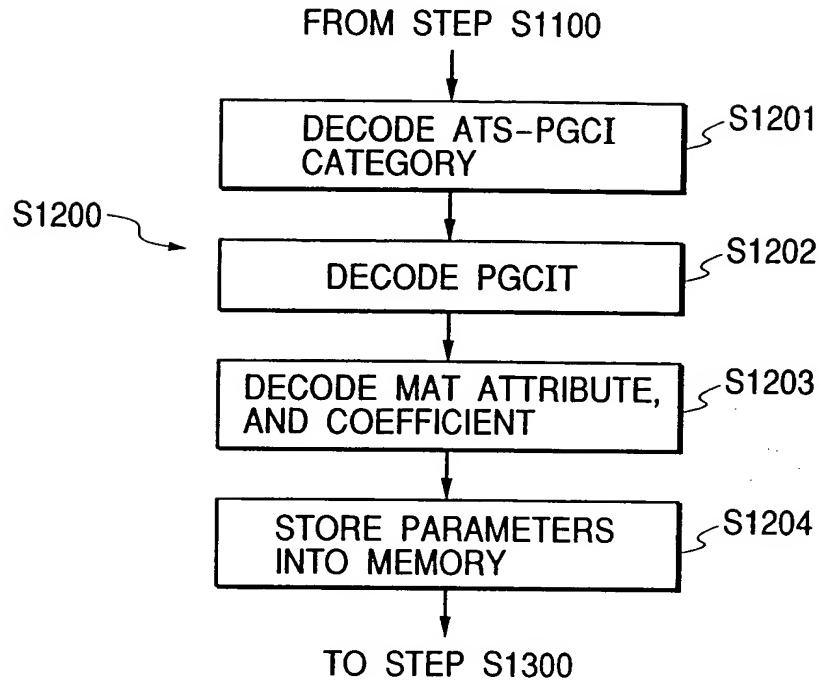 FROM STEP S1100
DECODE ATS-PGCI
CATEGORY
S1201
S1200
DECODE PGCIT
S1202
DECODE MAT ATTRIBUTE,
AND COEFFICIENT
S1203
STORE PARAMETERS
INTO MEMORY
S1204
TO STEP S1300